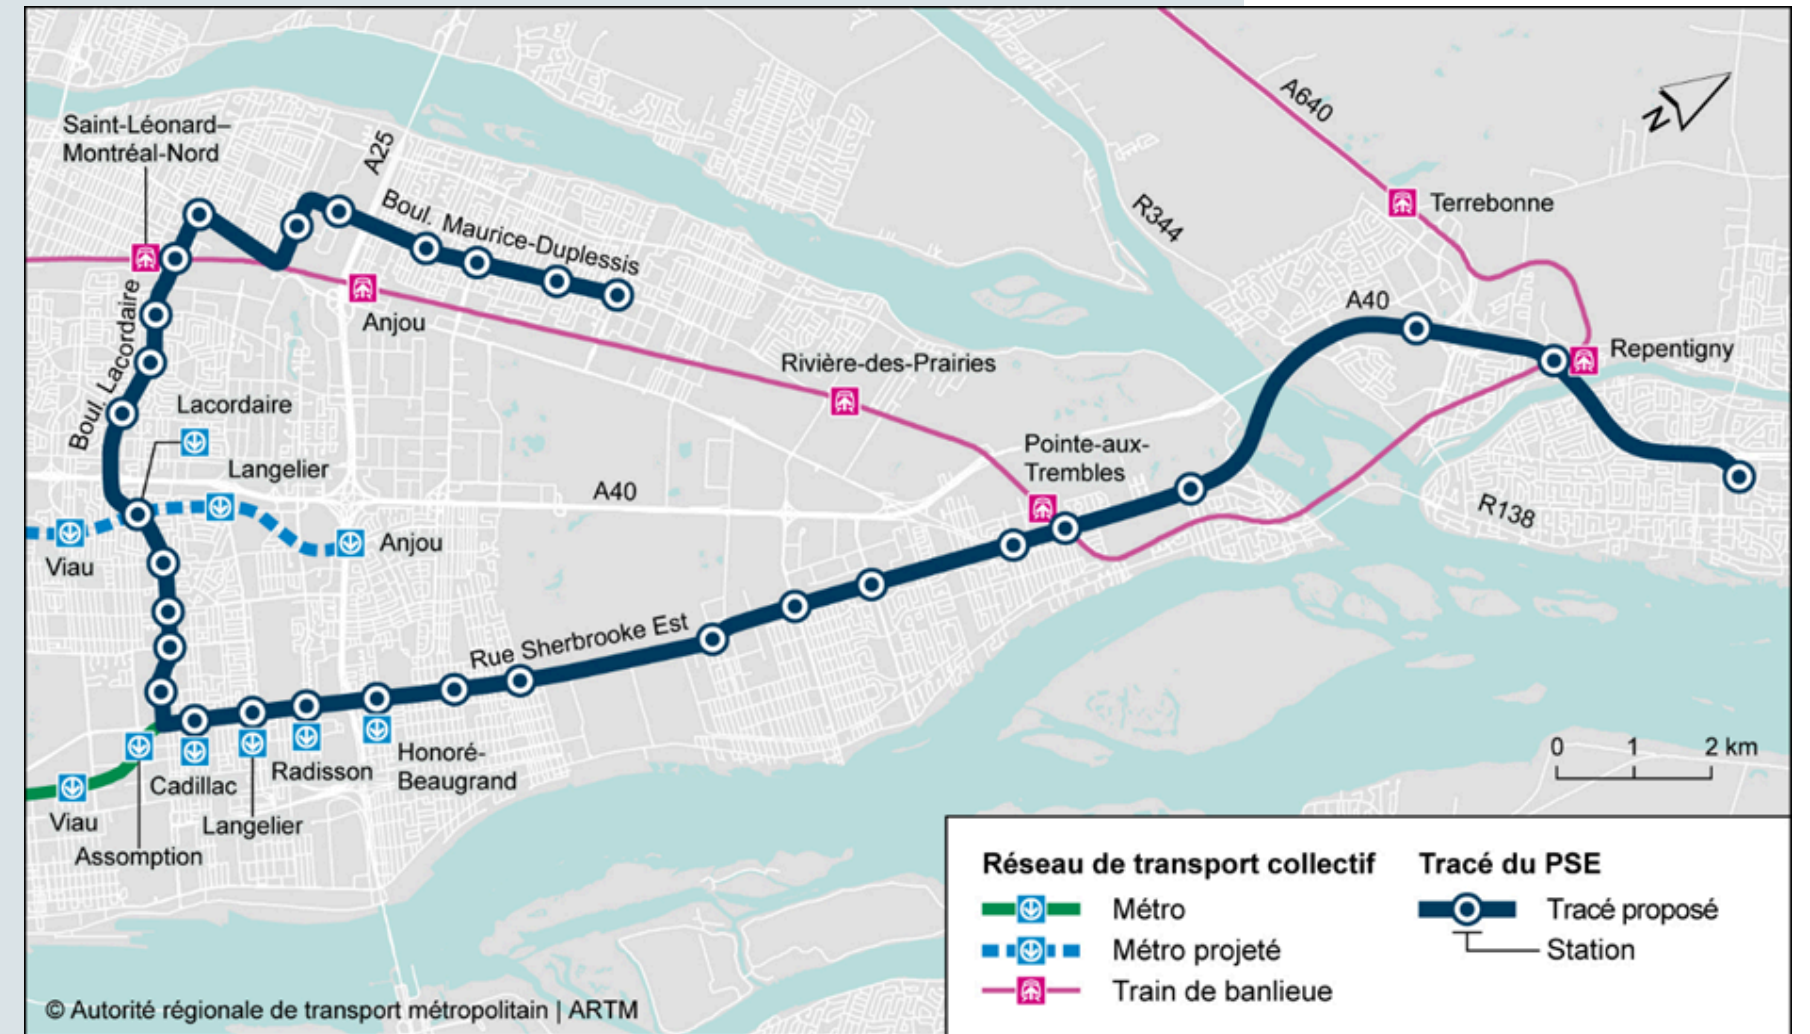 Saint-Léonard–
Montréal-Nord
A25
Boul. Maurice-Duplessis
A640
N
Terrebonne
R344
Boul. Lacordaire
Anjou
A40
Repentigny
Rivière-des-Prairies
Lacordaire
Langelier
Pointe-aux-
Trembles
A40
R138
Viau
Anjou
Rue Sherbrooke Est
0 1 2 km
Honoré-
Beaugrand
Radisson
Cadillac
Viau
Langelier
Assomption
Réseau de transport collectif
Métro
Métro projeté
Train de banlieue
Tracé du PSE
Tracé proposé
Station
© Autorité régionale de transport métropolitain | ARTM